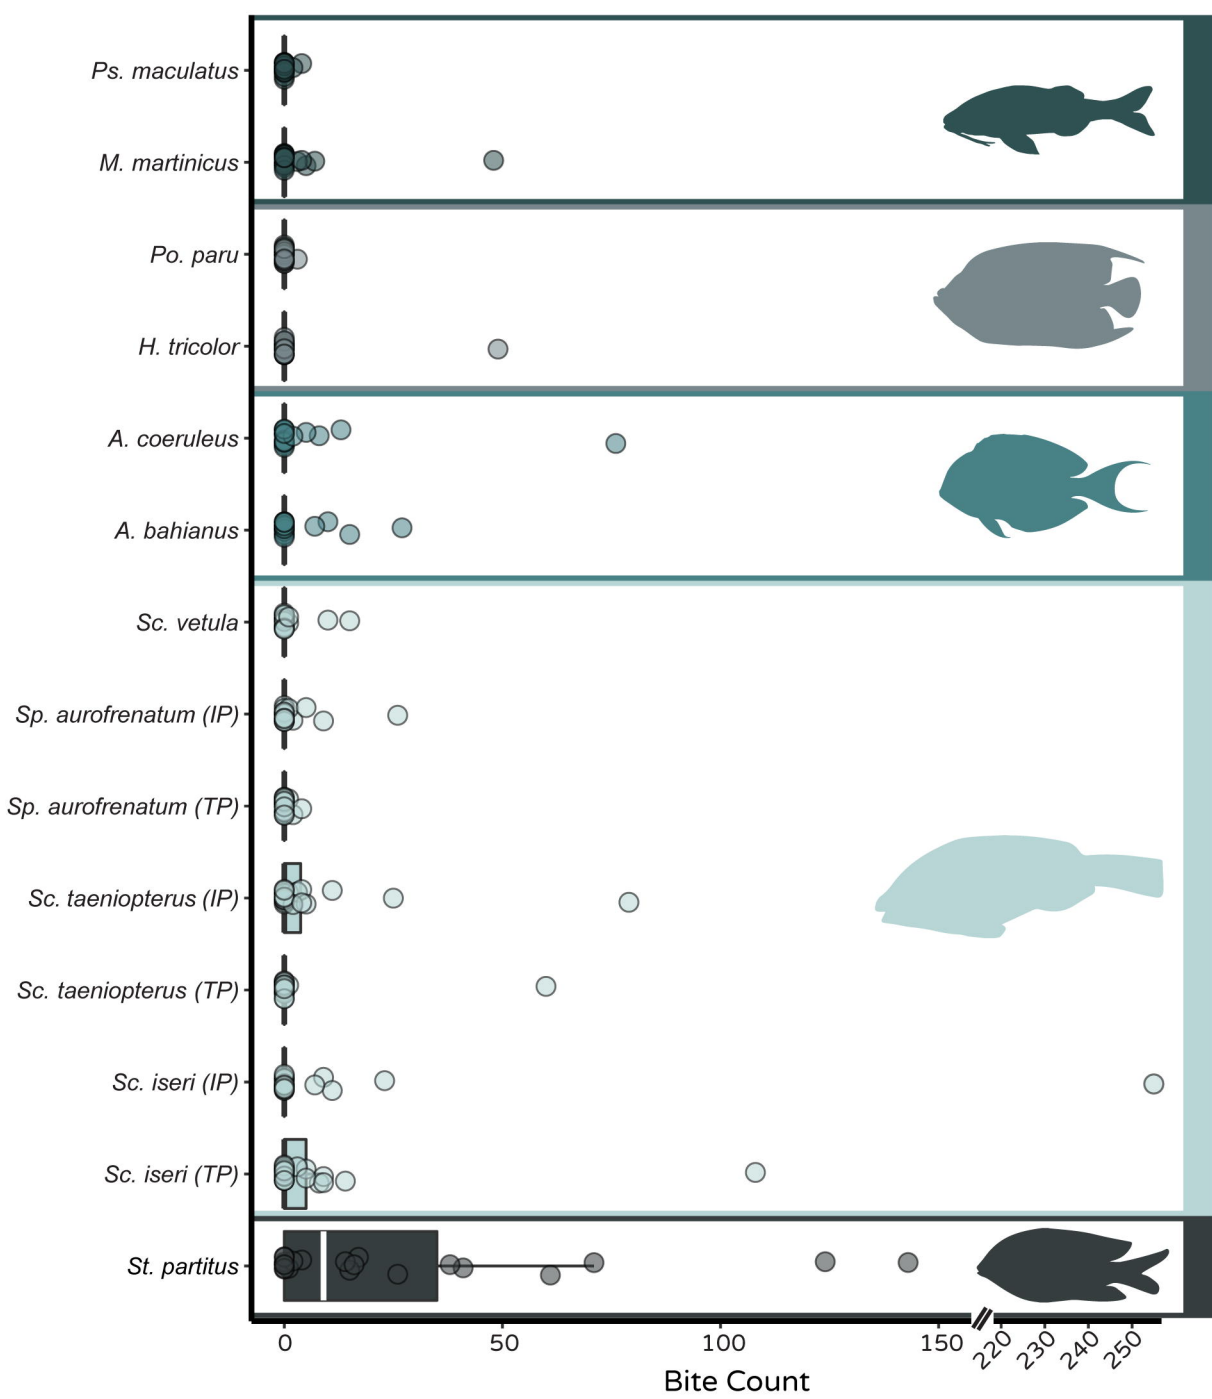 Ps. maculatus
M. martinicus
Po. paru
H. tricolor
A. coeruleus
A. bahianus
Sc. vetula
Sp. aurofrenatum (IP)
Sp. aurofrenatum (TP)
Sc. taeniopterus (IP)
Sc. taeniopterus (TP)
Sc. iseri (IP)
Sc. iseri (TP)
St. partitus
0 50 100 150 220 230 240 250
Bite Count